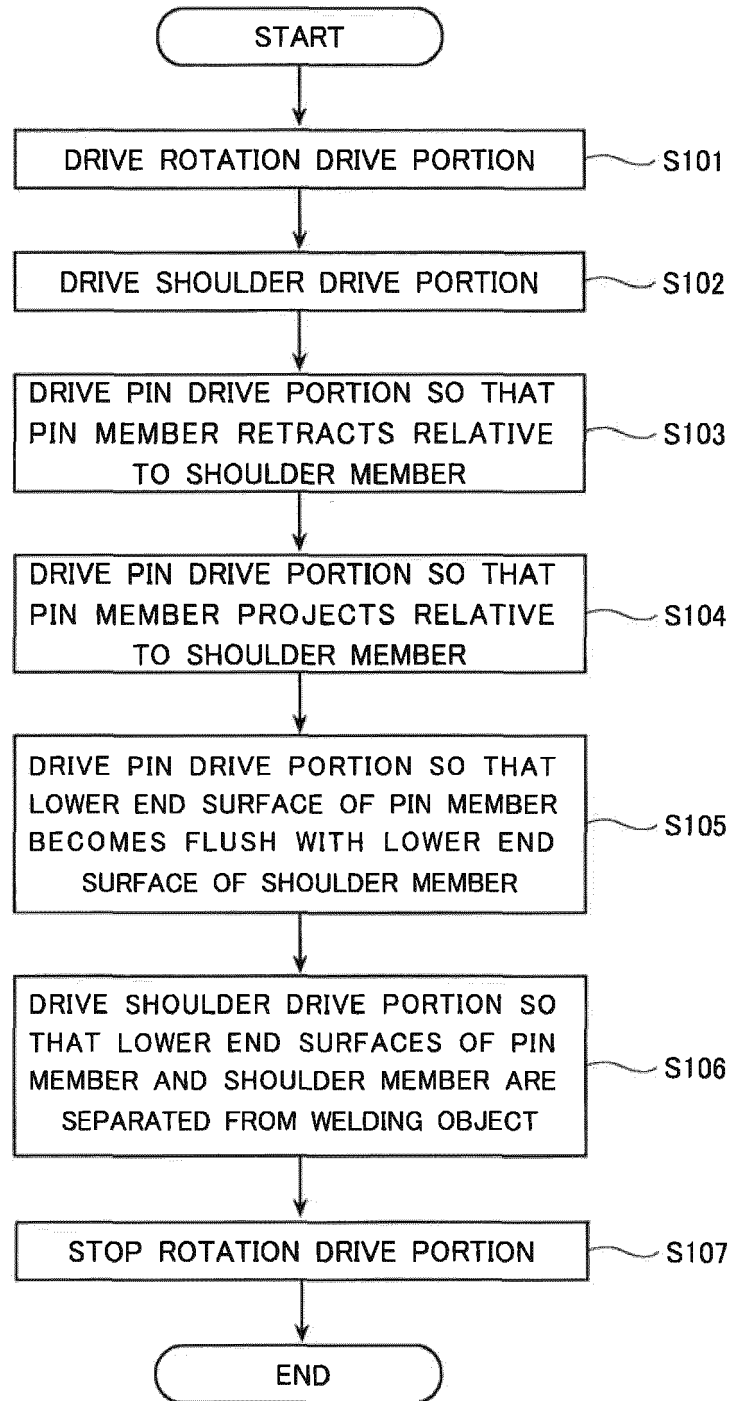 START
DRIVE ROTATION DRIVE PORTION
S101
DRIVE SHOULDER DRIVE PORTION
S102
DRIVE PIN DRIVE PORTION SO THAT
PIN MEMBER RETRACTS RELATIVE
TO SHOULDER MEMBER
S103
DRIVE PIN DRIVE PORTION SO THAT
PIN MEMBER PROJECTS RELATIVE
TO SHOULDER MEMBER
S104
DRIVE PIN DRIVE PORTION SO THAT
LOWER END SURFACE OF PIN MEMBER
BECOMES FLUSH WITH LOWER END
SURFACE OF SHOULDER MEMBER
S105
DRIVE SHOULDER DRIVE PORTION SO
THAT LOWER END SURFACES OF PIN
MEMBER AND SHOULDER MEMBER ARE
SEPARATED FROM WELDING OBJECT
S106
STOP ROTATION DRIVE PORTION
S107
END